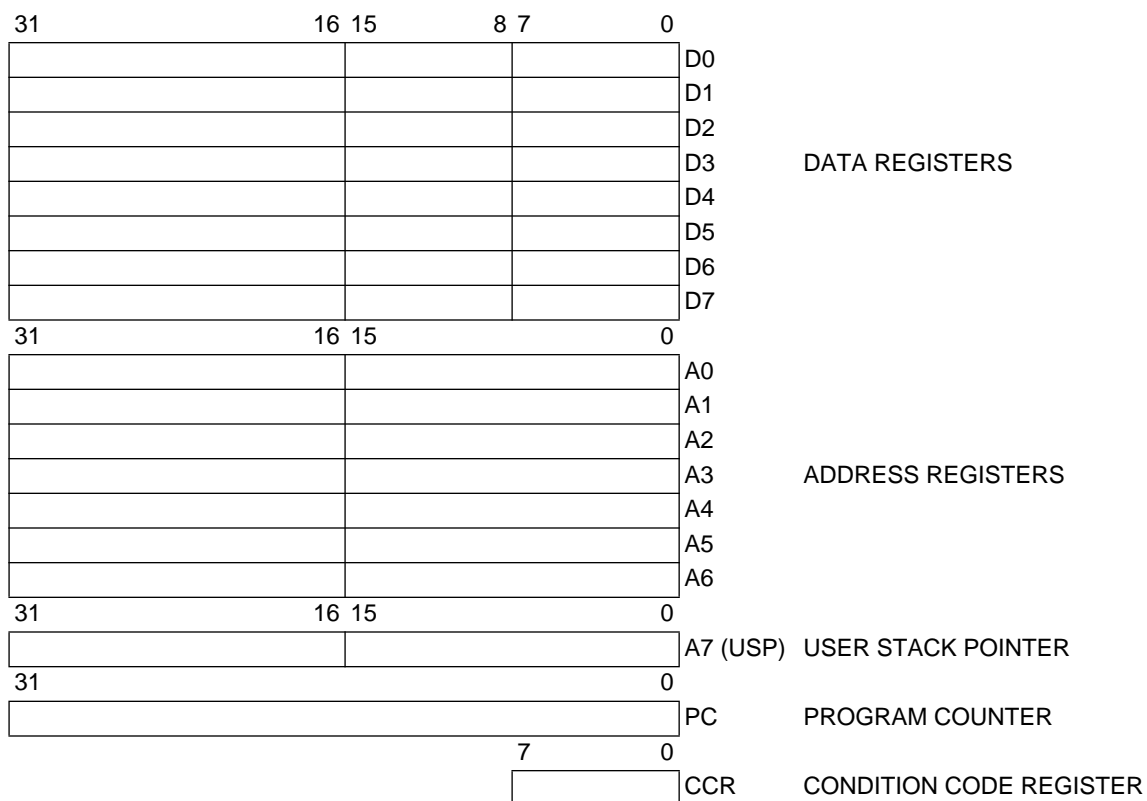 31 16 15 8 7 0
D0
D1
D2
D3 DATA REGISTERS
D4
D5
D6
D7
31 16 15 0
A0
A1
A2
A3 ADDRESS REGISTERS
A4
A5
A6
31 16 15 0
A7 (USP) USER STACK POINTER
31 0
PC PROGRAM COUNTER
7 0
CCR CONDITION CODE REGISTER